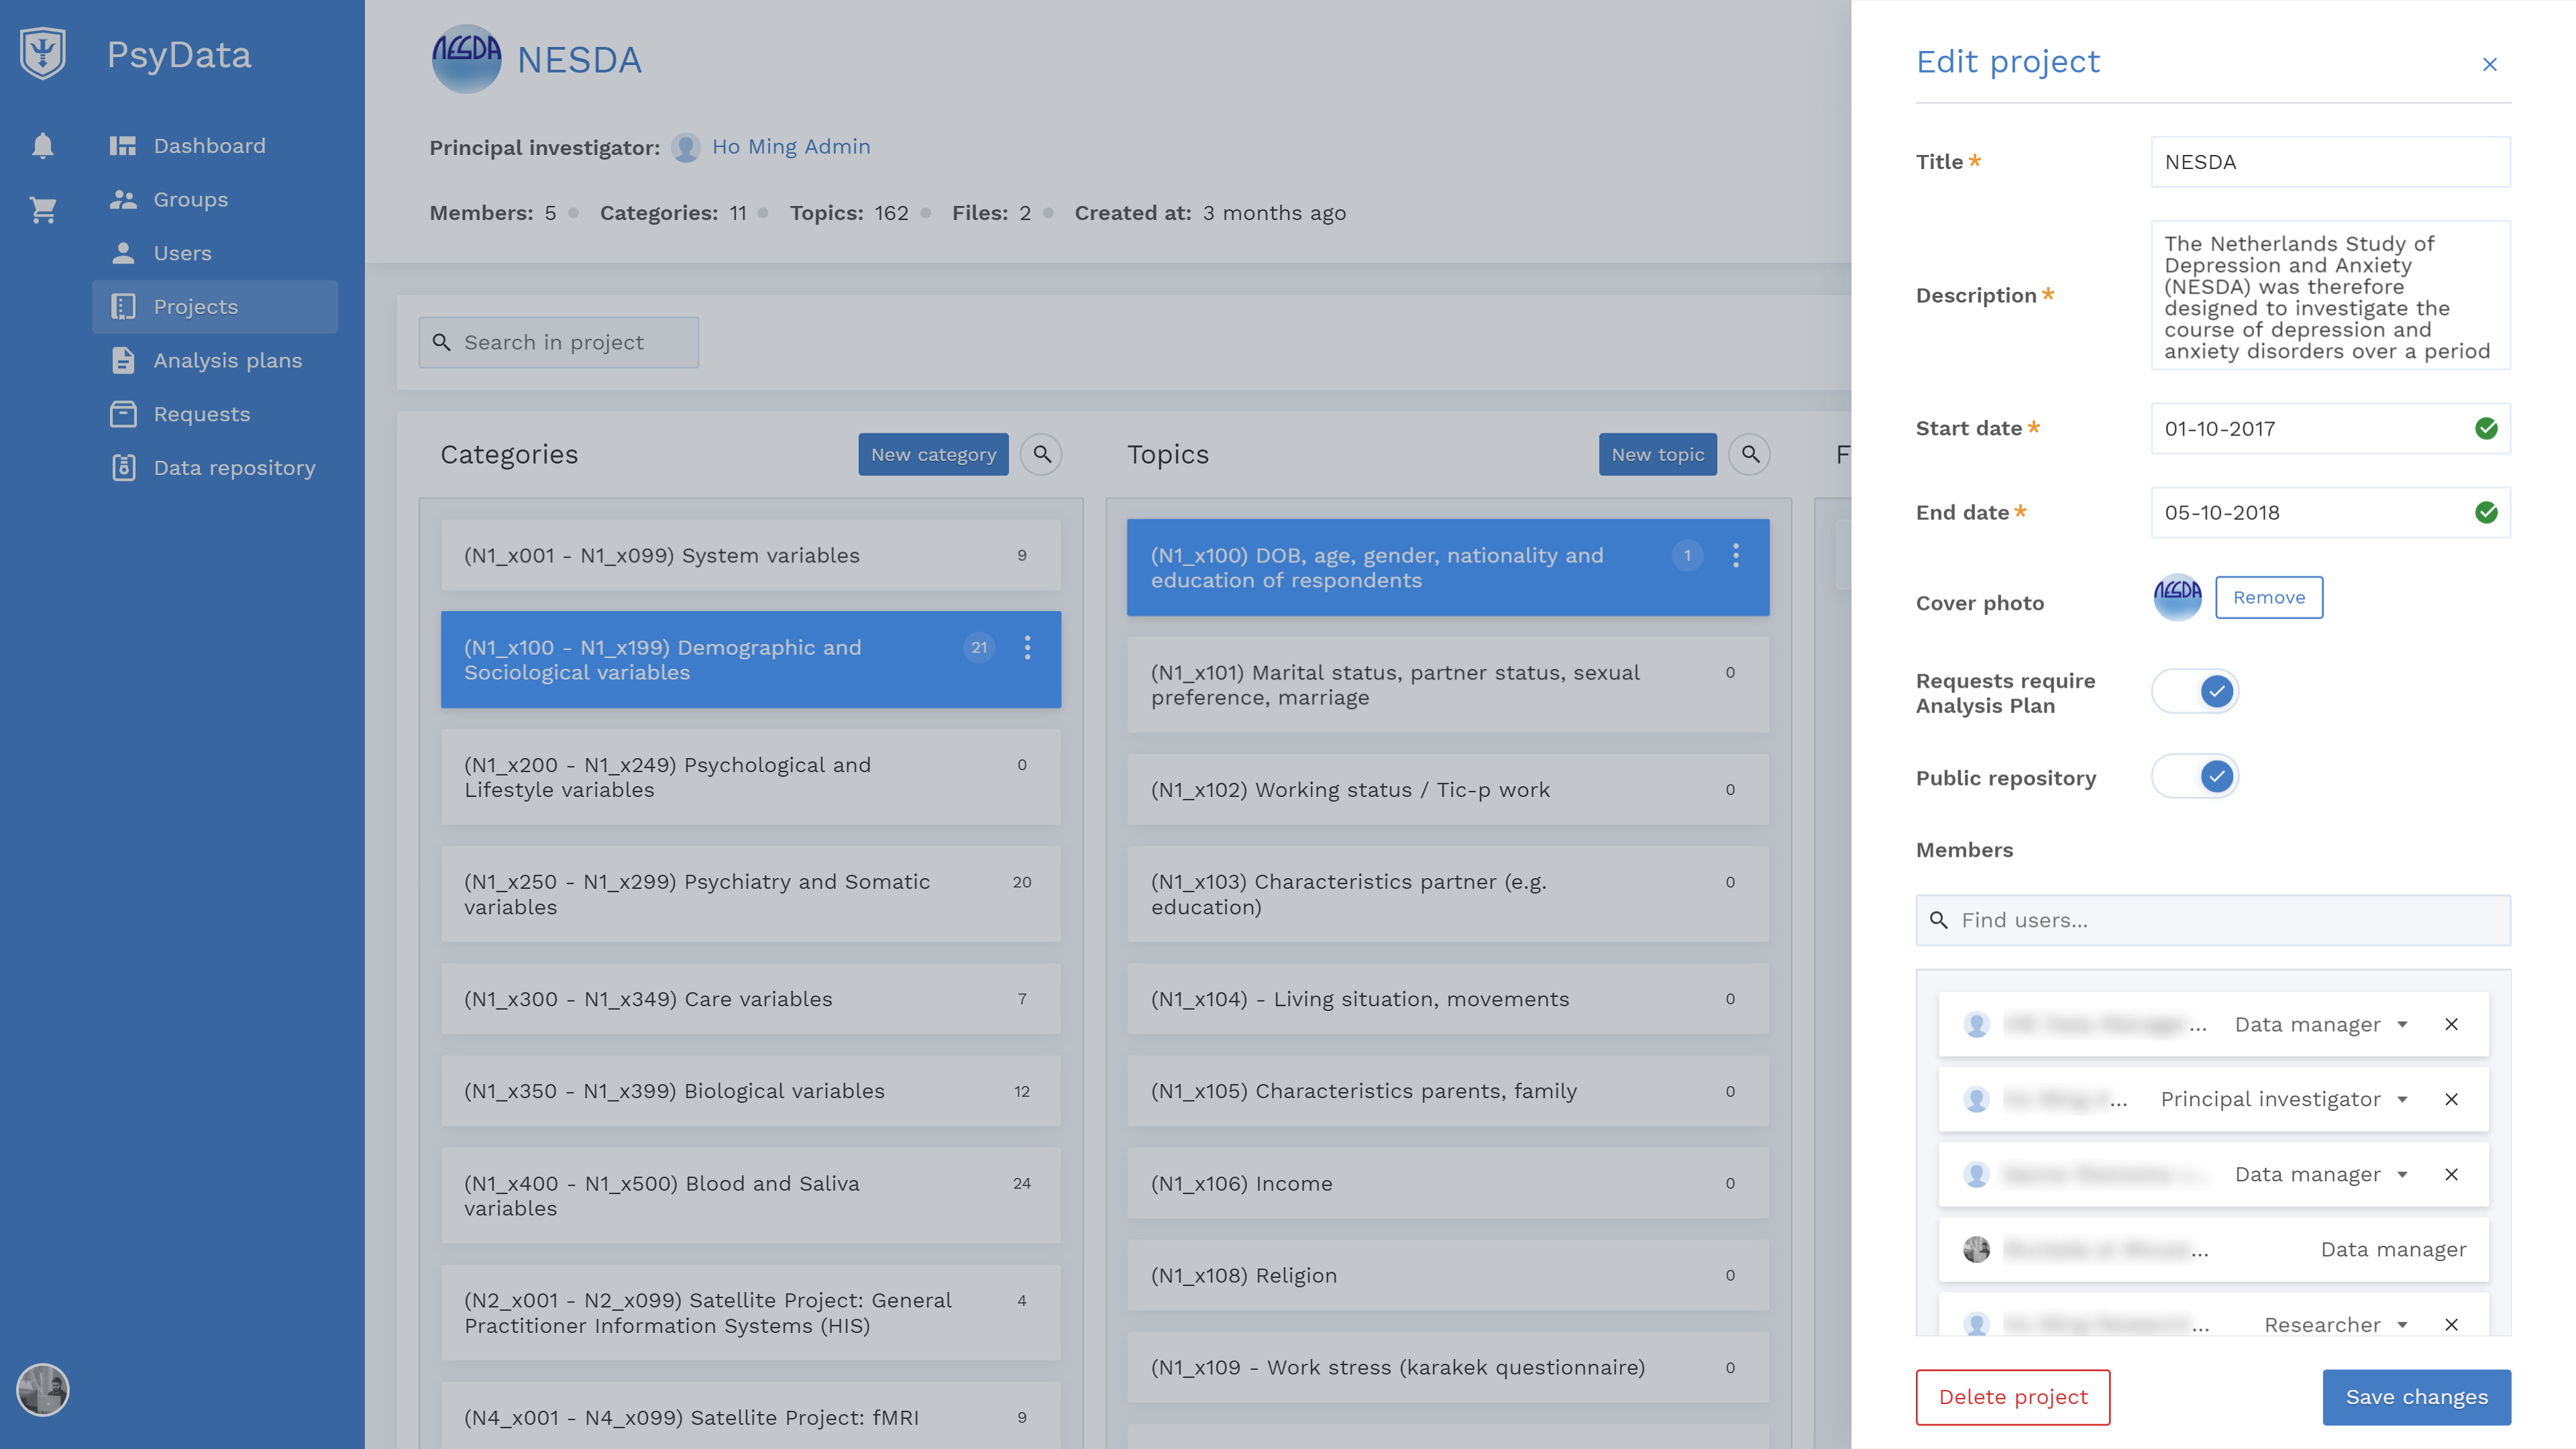 PsyData
Dashboard
Groups
Users
Projects
Analysis plans
Requests
Data repository
NESDA
NESDA
Principal investigator: Ho Ming Admin
Members: 5 Categories: 11 Topics: 162 Files: 2 Created at: 3 months ago
Search in project
Categories
New category
(N1_x001 - N1_x099) System variables 9
(N1_x100 - N1_x199) Demographic and 21
Sociological variables
(N1_x200 - N1_x249) Psychological and 0
Lifestyle variables
(N1_x250 - N1_x299) Psychiatry and Somatic 20
variables
(N1_x300 - N1_x349) Care variables 7
(N1_x350 - N1_x399) Biological variables 12
(N1_x400 - N1_x500) Blood and Saliva 24
variables
(N2_x001 - N2_x099) Satellite Project: General 4
Practitioner Information Systems (HIS)
(N4_x001 - N4_x099) Satellite Project: fMRI 9
Topics
New topic
(N1_x100) DOB, age, gender, nationality and 1
education of respondents
(N1_x101) Marital status, partner status, sexual 0
preference, marriage
(N1_x102) Working status / Tic-p work 0
(N1_x103) Characteristics partner (e.g. 0
education)
(N1_x104) - Living situation, movements 0
(N1_x105) Characteristics parents, family 0
(N1_x106) Income 0
(N1_x108) Religion 0
(N1_x109 - Work stress (karakek questionnaire) 0
F
Edit project
Title* NESDA
Description* The Netherlands Study of
Depression and Anxiety
(NESDA) was therefore
designed to investigate the
course of depression and
anxiety disorders over a period
Start date* 01-10-2017
End date* 05-10-2018
Cover photo NESDA Remove
Requests require
Analysis Plan
Public repository
Members
Find users...
... Data manager
... Principal investigator
Data manager
... Data manager
... Researcher
Delete project
Save changes